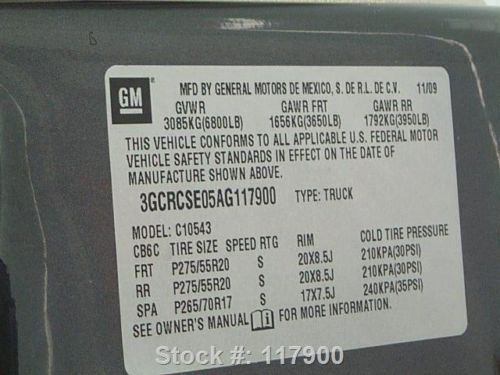 GM
MFD BY GENERAL MOTORS DE MEXICO, S. DE R.L. DE C.V. 11/09
GVWR GAWR FRT GAWR RR
3085KG(6800LB) 1656KG(3650LB) 1792KG(3950LB)
THIS VEHICLE CONFORMS TO ALL APPLICABLE U.S. FEDERAL MOTOR
VEHICLE SAFETY STANDARDS IN EFFECT ON THE DATE OF
MANUFACTURE SHOWN ABOVE.
3GCRCSE05AG117900 TYPE: TRUCK
MODEL: C10543
CB6C TIRE SIZE SPEED RTG RIM COLD TIRE PRESSURE
FRT P275/55R20 S 20X8.5J 210KPA(30PSI)
RR P275/55R20 S 20X8.5J 210KPA(30PSI)
SPA P265/70R17 S 17X7.5J 240KPA(35PSI)
SEE OWNER'S MANUAL FOR MORE INFORMATION.
Stock #: 117900